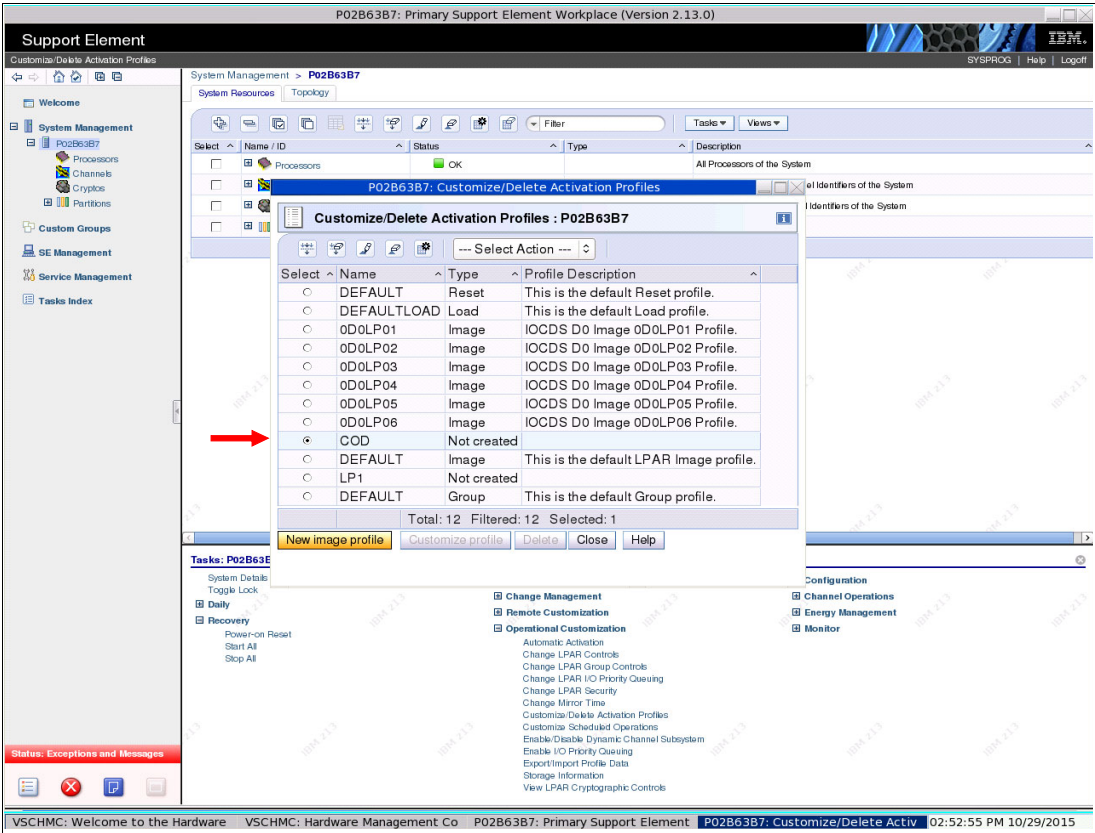 P02B63B7: Primary Support Element Workplace (Version 2.13.0)
Support Element
IBM.
Customize/Delete Activation Profiles
SYSPROG | Help | Logoff
System Management > P02B63B7
System Resources Topology
Welcome
System Management
P02B63B7
Processors
Channels
Cryptos
Partitions
Custom Groups
SE Management
Service Management
Tasks Index
Filter
Tasks
Views
Select Name / ID Status Type Description
Processors OK All Processors of the System
el Identifiers of the System
l Identifiers of the System
P02B63B7: Customize/Delete Activation Profiles
Customize/Delete Activation Profiles : P02B63B7
--- Select Action ---
Select Name Type Profile Description
DEFAULT Reset This is the default Reset profile.
DEFAULTLOAD Load This is the default Load profile.
0D0LP01 Image IOCDS D0 Image 0D0LP01 Profile.
0D0LP02 Image IOCDS D0 Image 0D0LP02 Profile.
0D0LP03 Image IOCDS D0 Image 0D0LP03 Profile.
0D0LP04 Image IOCDS D0 Image 0D0LP04 Profile.
0D0LP05 Image IOCDS D0 Image 0D0LP05 Profile.
0D0LP06 Image IOCDS D0 Image 0D0LP06 Profile.
COD Not created
DEFAULT Image This is the default LPAR Image profile.
LP1 Not created
DEFAULT Group This is the default Group profile.
Total: 12 Filtered: 12 Selected: 1
New image profile Customize profile Delete Close Help
Tasks: P02B63B
System Details
Toggle Lock
Daily
Recovery
Power-on Reset
Start All
Stop All
Change Management
Remote Customization
Operational Customization
Automatic Activation
Change LPAR Controls
Change LPAR Group Controls
Change LPAR I/O Priority Queuing
Change LPAR Security
Change Mirror Time
Customize/Delete Activation Profiles
Customize Scheduled Operations
Enable/Disable Dynamic Channel Subsystem
Enable I/O Priority Queuing
Export/Import Profile Data
Storage Information
View LPAR Cryptographic Controls
Configuration
Channel Operations
Energy Management
Monitor
Status: Exceptions and Messages
VSCHMC: Welcome to the Hardware VSCHMC: Hardware Management Co P02B63B7: Primary Support Element P02B63B7: Customize/Delete Activ 02:52:55 PM 10/29/2015